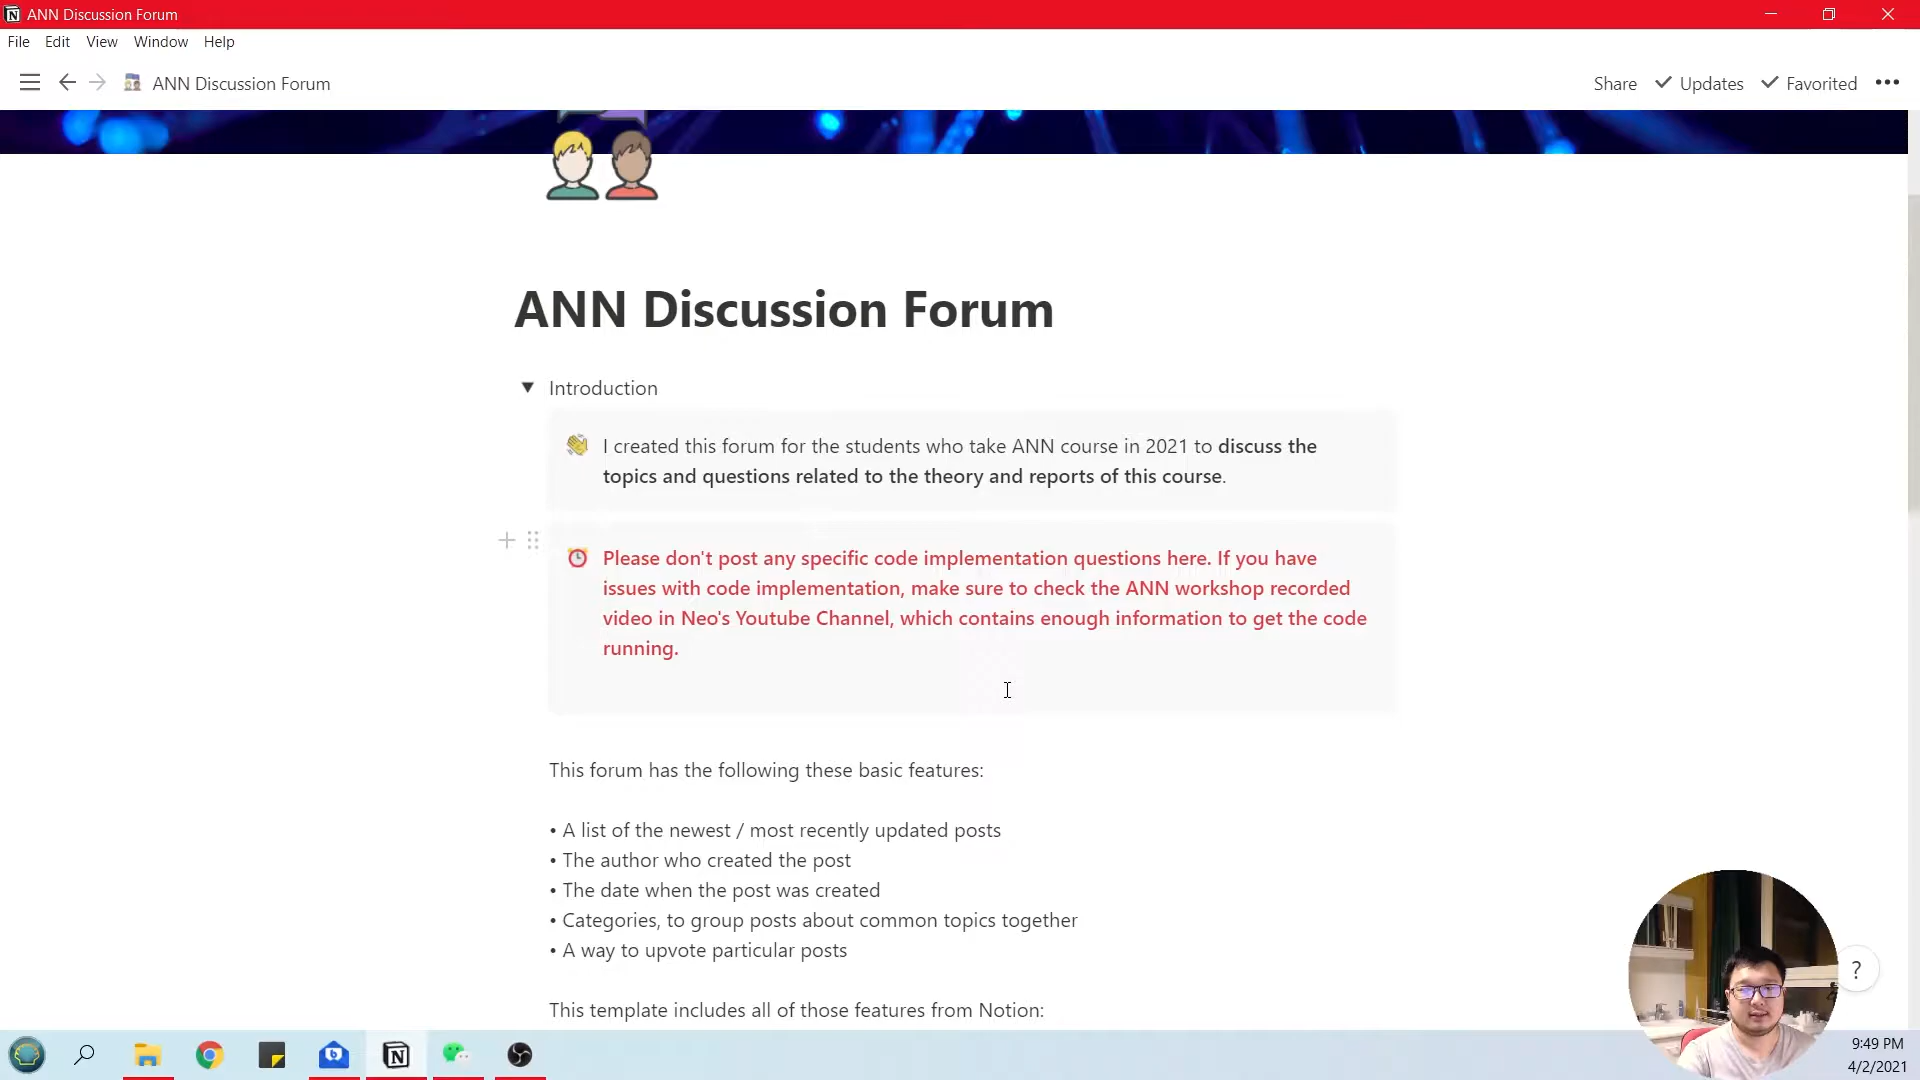 ANN Discussion Forum
File Edit View Window Help
ANN Discussion Forum
Share Updates Favorited
ANN Discussion Forum
Introduction
I created this forum for the students who take ANN course in 2021 to discuss the
topics and questions related to the theory and reports of this course.
Please don't post any specific code implementation questions here. If you have
issues with code implementation, make sure to check the ANN workshop recorded
video in Neo's Youtube Channel, which contains enough information to get the code
running.
This forum has the following these basic features:
• A list of the newest / most recently updated posts
• The author who created the post
• The date when the post was created
• Categories, to group posts about common topics together
• A way to upvote particular posts
?
This template includes all of those features from Notion:
9:49 PM
4/2/2021